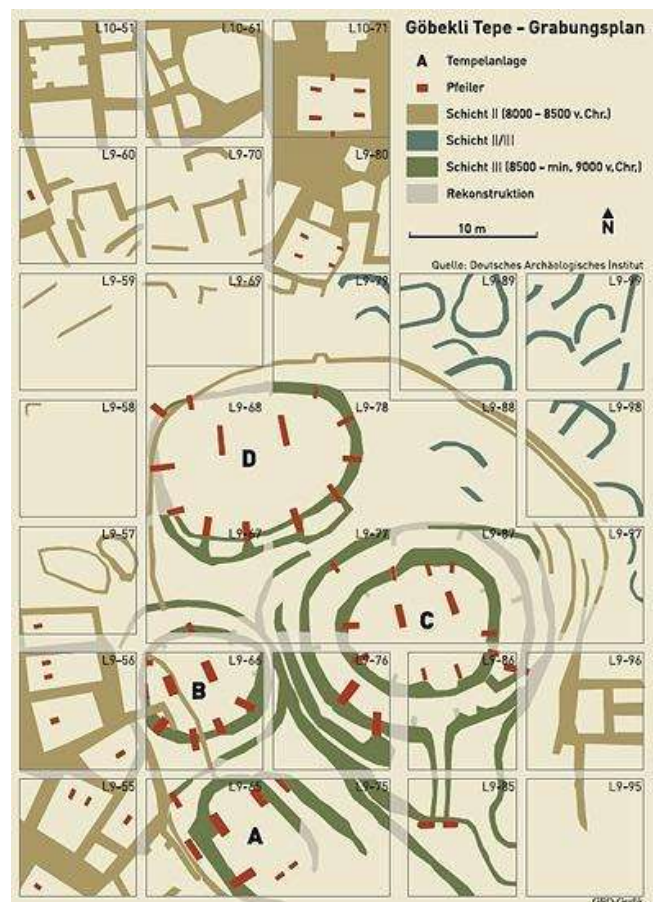 Göbekli Tepe – Grabungsplan
A Tempelanlage
Pfeiler
Schicht II (8000 – 8500 v. Chr.)
Schicht II/III
Schicht III (8500 – min. 9000 v. Chr.)
Rekonstruktion
10 m
N
Quelle: Deutsches Archäologisches Institut
L10-51 L10-61 L10-71
L9-60 L9-70 L9-80
L9-59 L9-69 L9-79 L9-89 L9-99
L9-58 L9-68 L9-78 L9-88 L9-98
D
L9-57 L9-67 L9-77 L9-87 L9-97
C
L9-56 L9-66 L9-76 L9-86 L9-96
B
L9-55 L9-65 L9-75 L9-85 L9-95
A